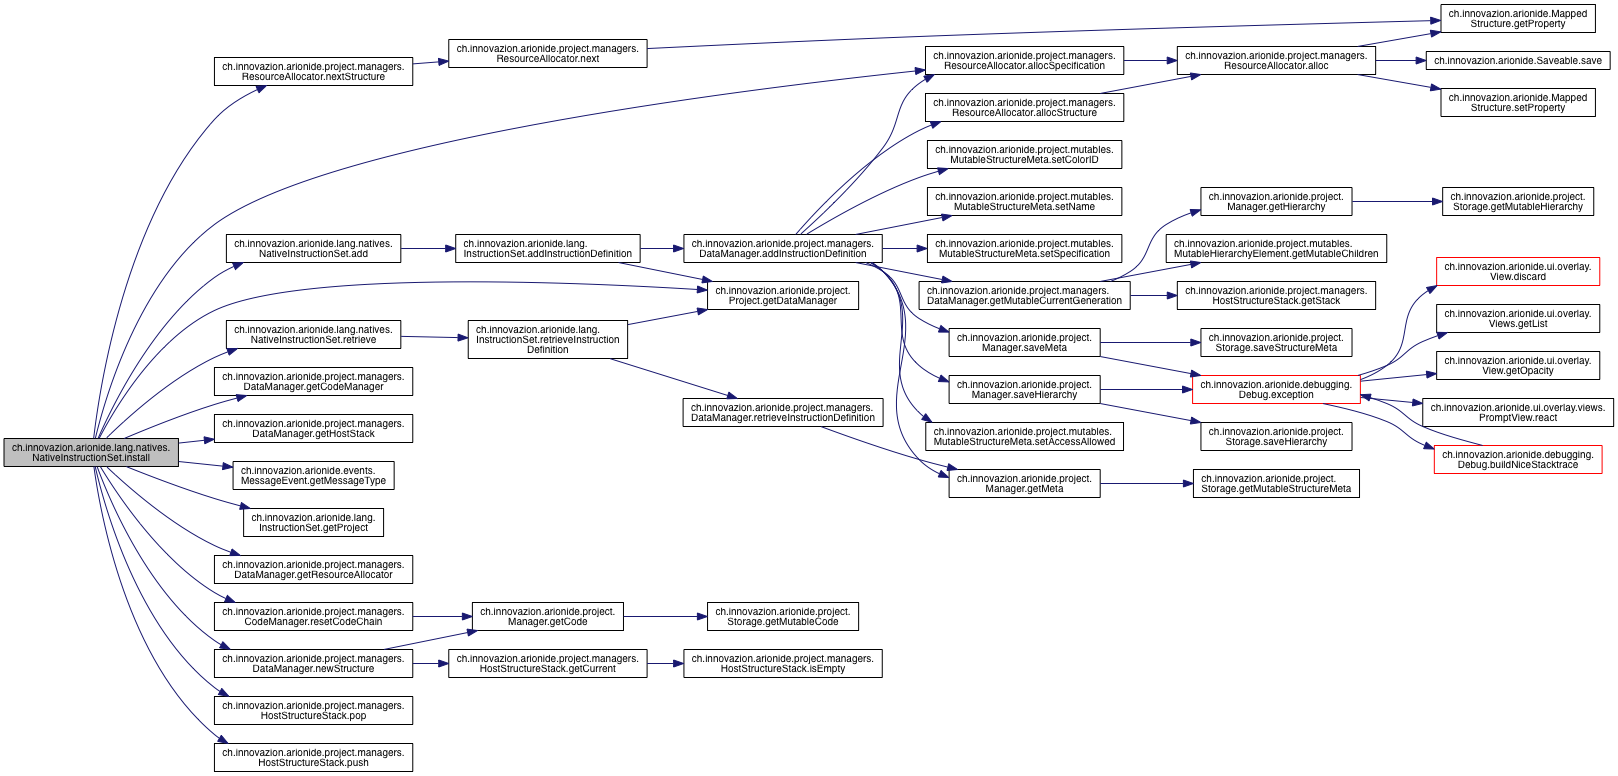 ch.innovazion.arionide.lang.natives.
NativeInstructionSet.install
ch.innovazion.arionide.project.managers.
ResourceAllocator.nextStructure
ch.innovazion.arionide.lang.natives.
NativeInstructionSet.add
ch.innovazion.arionide.lang.natives.
NativeInstructionSet.retrieve
ch.innovazion.arionide.project.managers.
DataManager.getCodeManager
ch.innovazion.arionide.project.managers.
DataManager.getHostStack
ch.innovazion.arionide.events.
MessageEvent.getMessageType
ch.innovazion.arionide.lang.
InstructionSet.getProject
ch.innovazion.arionide.project.managers.
DataManager.getResourceAllocator
ch.innovazion.arionide.project.managers.
CodeManager.resetCodeChain
ch.innovazion.arionide.project.managers.
DataManager.newStructure
ch.innovazion.arionide.project.managers.
HostStructureStack.pop
ch.innovazion.arionide.project.managers.
HostStructureStack.push
ch.innovazion.arionide.project.managers.
ResourceAllocator.next
ch.innovazion.arionide.lang.
InstructionSet.addInstructionDefinition
ch.innovazion.arionide.lang.
InstructionSet.retrieveInstruction
Definition
ch.innovazion.arionide.project.
Manager.getCode
ch.innovazion.arionide.project.managers.
HostStructureStack.getCurrent
ch.innovazion.arionide.project.managers.
DataManager.addInstructionDefinition
ch.innovazion.arionide.project.
Project.getDataManager
ch.innovazion.arionide.project.managers.
DataManager.retrieveInstructionDefinition
ch.innovazion.arionide.project.
Storage.getMutableCode
ch.innovazion.arionide.project.managers.
HostStructureStack.isEmpty
ch.innovazion.arionide.project.managers.
ResourceAllocator.allocSpecification
ch.innovazion.arionide.project.managers.
ResourceAllocator.allocStructure
ch.innovazion.arionide.project.mutables.
MutableStructureMeta.setColorID
ch.innovazion.arionide.project.mutables.
MutableStructureMeta.setName
ch.innovazion.arionide.project.mutables.
MutableStructureMeta.setSpecification
ch.innovazion.arionide.project.managers.
DataManager.getMutableCurrentGeneration
ch.innovazion.arionide.project.
Manager.saveMeta
ch.innovazion.arionide.project.
Manager.saveHierarchy
ch.innovazion.arionide.project.mutables.
MutableStructureMeta.setAccessAllowed
ch.innovazion.arionide.project.
Manager.getMeta
ch.innovazion.arionide.project.managers.
ResourceAllocator.alloc
ch.innovazion.arionide.project.
Manager.getHierarchy
ch.innovazion.arionide.project.mutables.
MutableHierarchyElement.getMutableChildren
ch.innovazion.arionide.project.managers.
HostStructureStack.getStack
ch.innovazion.arionide.project.
Storage.saveStructureMeta
ch.innovazion.arionide.debugging.
Debug.exception
ch.innovazion.arionide.project.
Storage.saveHierarchy
ch.innovazion.arionide.project.
Storage.getMutableStructureMeta
ch.innovazion.arionide.Mapped
Structure.getProperty
ch.innovazion.arionide.Saveable.save
ch.innovazion.arionide.Mapped
Structure.setProperty
ch.innovazion.arionide.project.
Storage.getMutableHierarchy
ch.innovazion.arionide.ui.overlay.
View.discard
ch.innovazion.arionide.ui.overlay.
Views.getList
ch.innovazion.arionide.ui.overlay.
View.getOpacity
ch.innovazion.arionide.ui.overlay.views.
PromptView.react
ch.innovazion.arionide.debugging.
Debug.buildNiceStacktrace